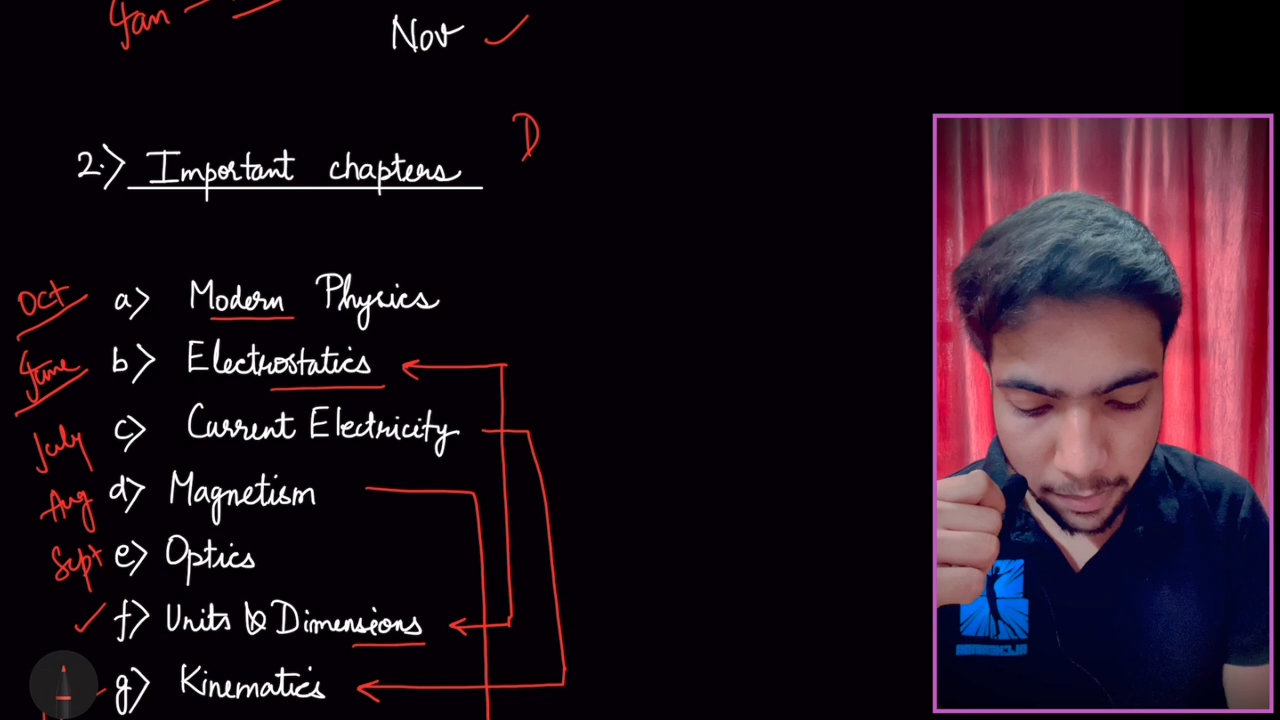 Jan
Nov
D
2.) Important chapters
Oct a) Modern Physics
June b) Electrostatics
July c) Current Electricity
Aug d) Magnetism
Sept e) Optics
f) Units & Dimensions
g) Kinematics